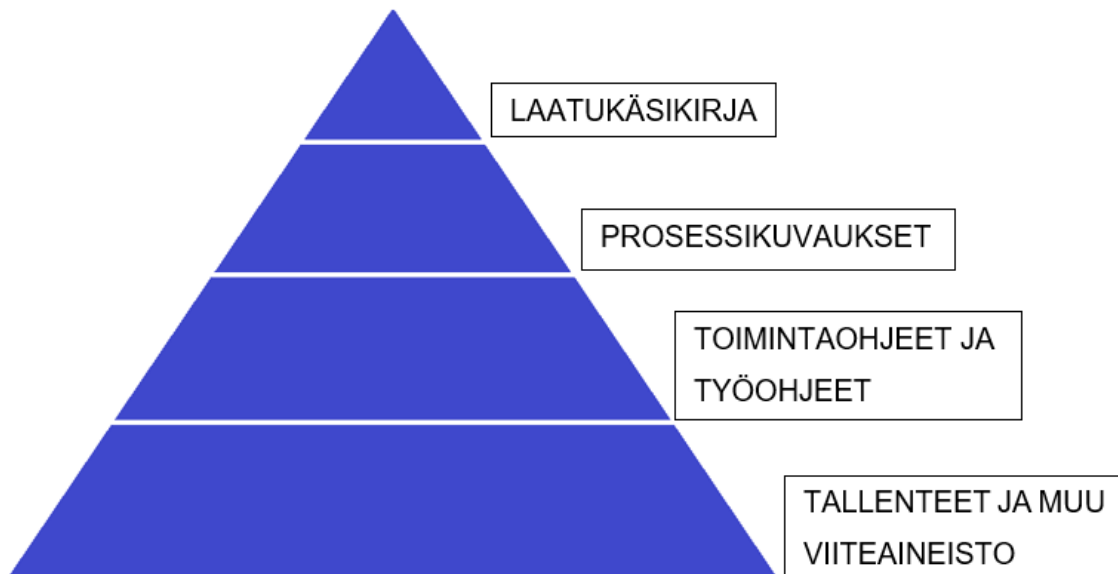 LAATUKÄSIKIRJA
PROSESSIKUVAUKSET
TOIMINTAOHJEET JA
TYÖOHJEET
TALLENTEET JA MUU
VIITEAINEISTO